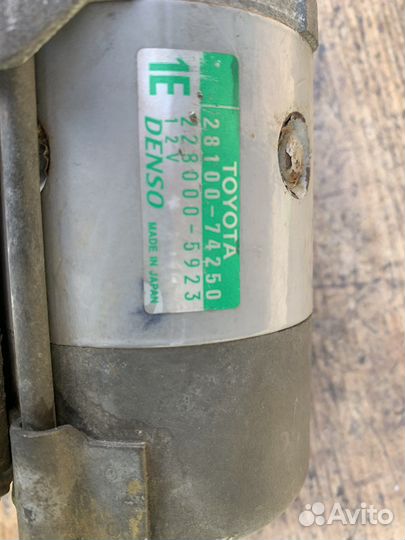 TOYOTA
28100-74250
228000-5923
12V
1E
DENSO
MADE IN JAPAN
Avito